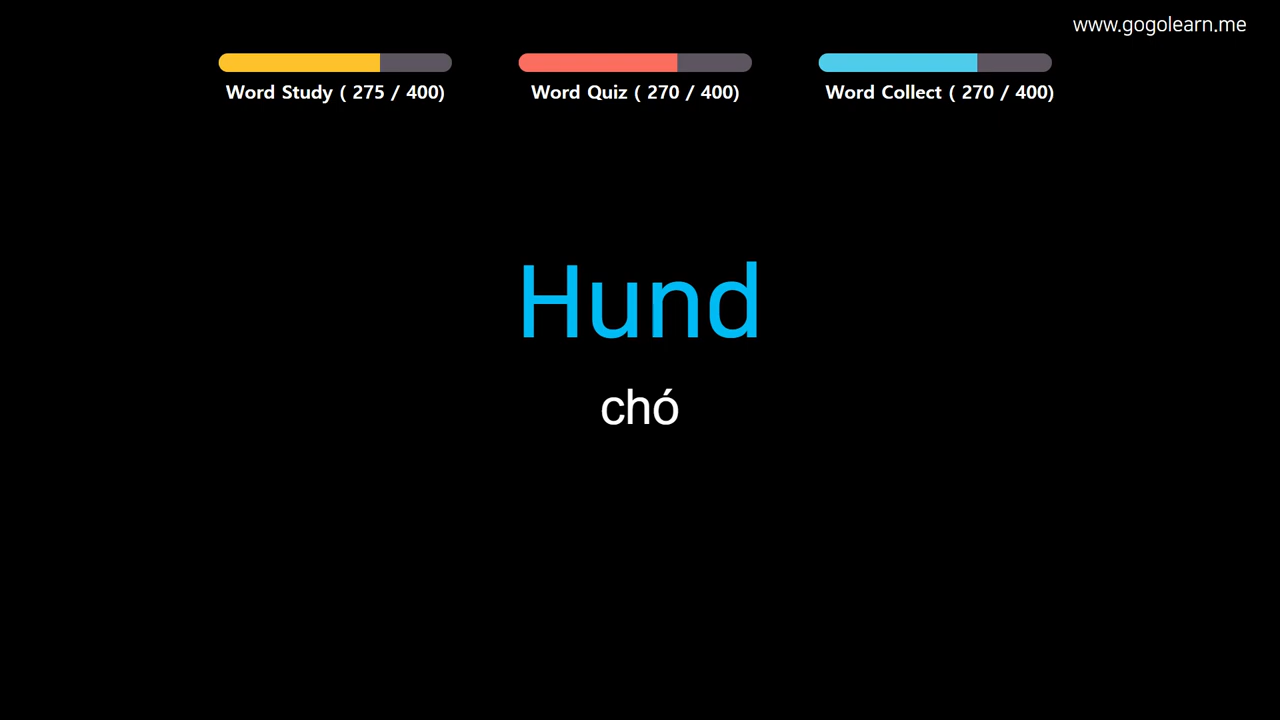 www.gogolearn.me
Word Study ( 275 / 400)
Word Quiz ( 270 / 400)
Word Collect ( 270 / 400)
Hund
chó